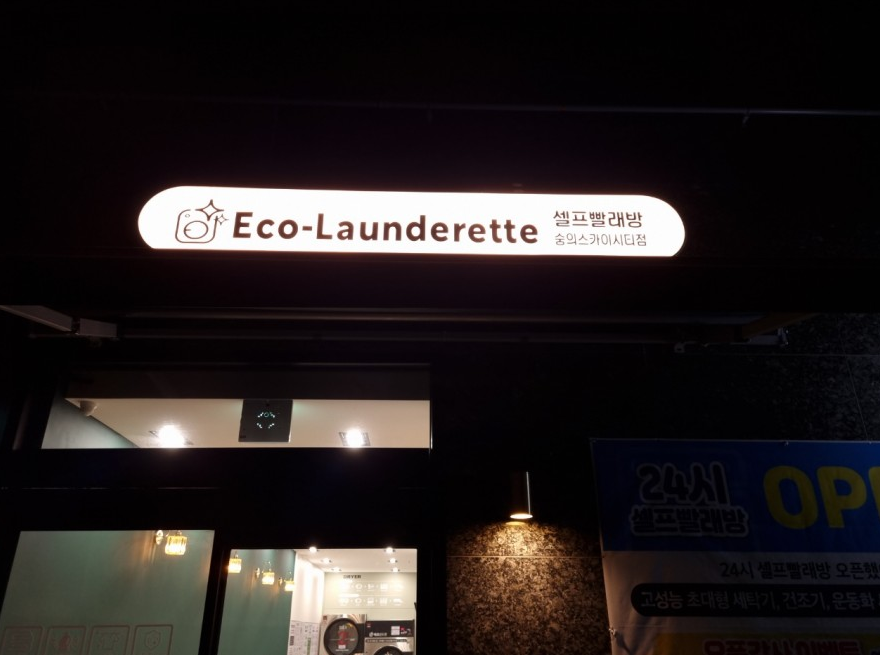 Eco-Launderette
셀프빨래방
숭의스카이시티점
24시
셀프빨래방
24시 셀프빨래방 오픈했
고성능 초대형 세탁기, 건조기, 운동화
DRYER